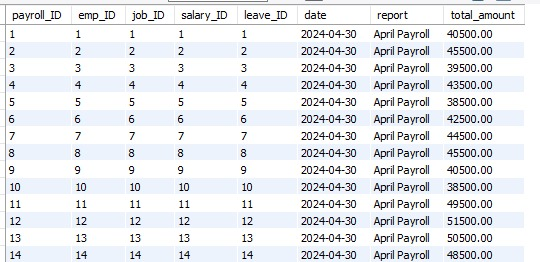 payroll_ID emp_ID job_ID salary_ID leave_ID date report total_amount
1 1 1 1 1 2024-04-30 April Payroll 40500.00
2 2 2 2 2 2024-04-30 April Payroll 45500.00
3 3 3 3 3 2024-04-30 April Payroll 39500.00
4 4 4 4 4 2024-04-30 April Payroll 43500.00
5 5 5 5 5 2024-04-30 April Payroll 38500.00
6 6 6 6 6 2024-04-30 April Payroll 42500.00
7 7 7 7 7 2024-04-30 April Payroll 44500.00
8 8 8 8 8 2024-04-30 April Payroll 45500.00
9 9 9 9 9 2024-04-30 April Payroll 40500.00
10 10 10 10 10 2024-04-30 April Payroll 38500.00
11 11 11 11 11 2024-04-30 April Payroll 49500.00
12 12 12 12 12 2024-04-30 April Payroll 51500.00
13 13 13 13 13 2024-04-30 April Payroll 50500.00
14 14 14 14 14 2024-04-30 April Payroll 48500.00